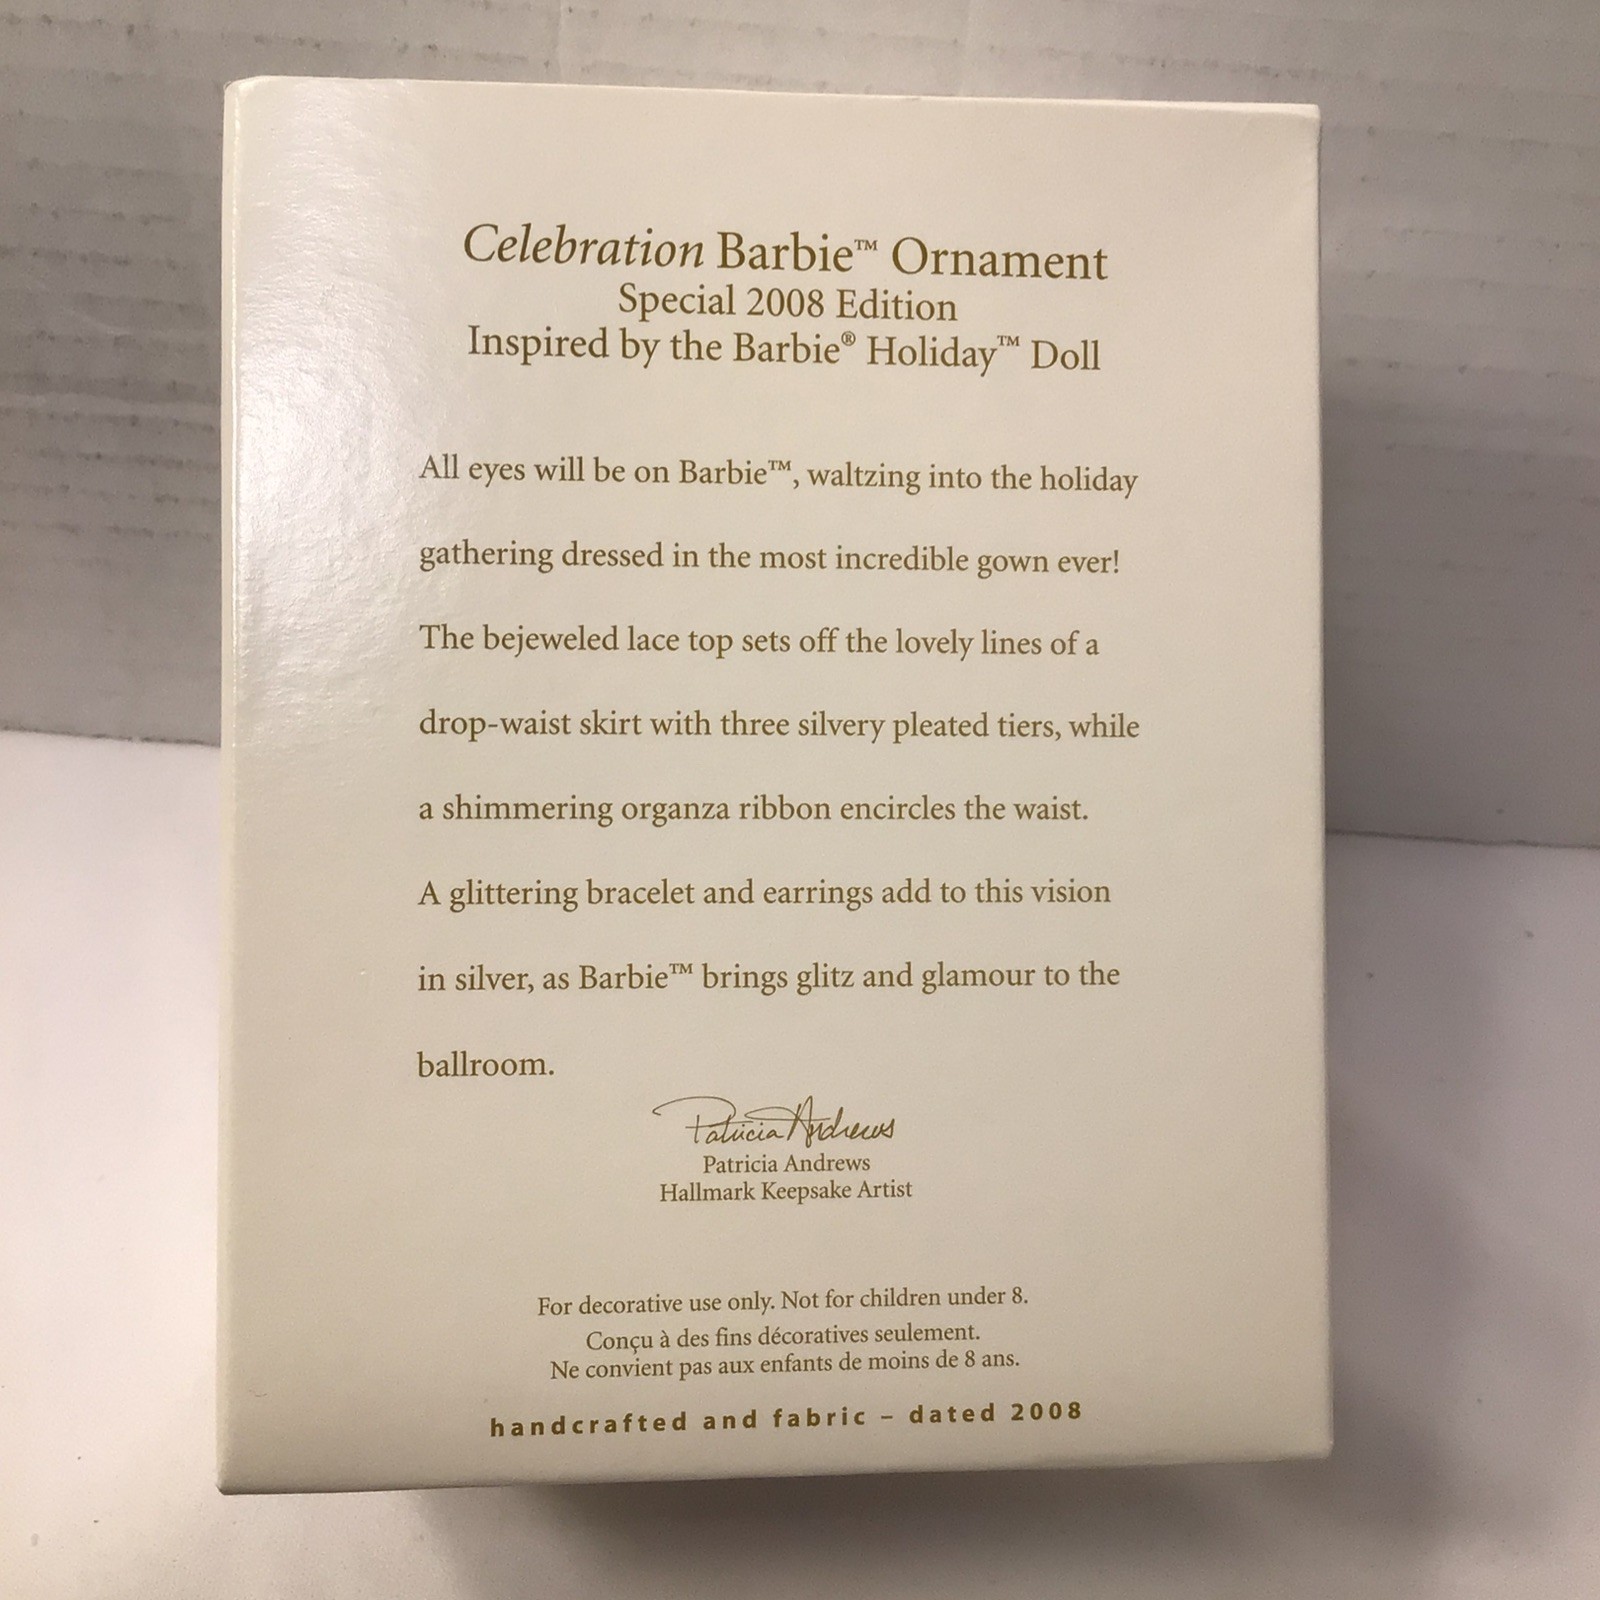 Celebration Barbie™ Ornament
Special 2008 Edition
Inspired by the Barbie® Holiday™ Doll
All eyes will be on Barbie™, waltzing into the holiday
gathering dressed in the most incredible gown ever!
The bejeweled lace top sets off the lovely lines of a
drop-waist skirt with three silvery pleated tiers, while
a shimmering organza ribbon encircles the waist.
A glittering bracelet and earrings add to this vision
in silver, as Barbie™ brings glitz and glamour to the
ballroom.
Patricia Andrews
Patricia Andrews
Hallmark Keepsake Artist
For decorative use only. Not for children under 8.
Conçu à des fins décoratives seulement.
Ne convient pas aux enfants de moins de 8 ans.
handcrafted and fabric – dated 2008